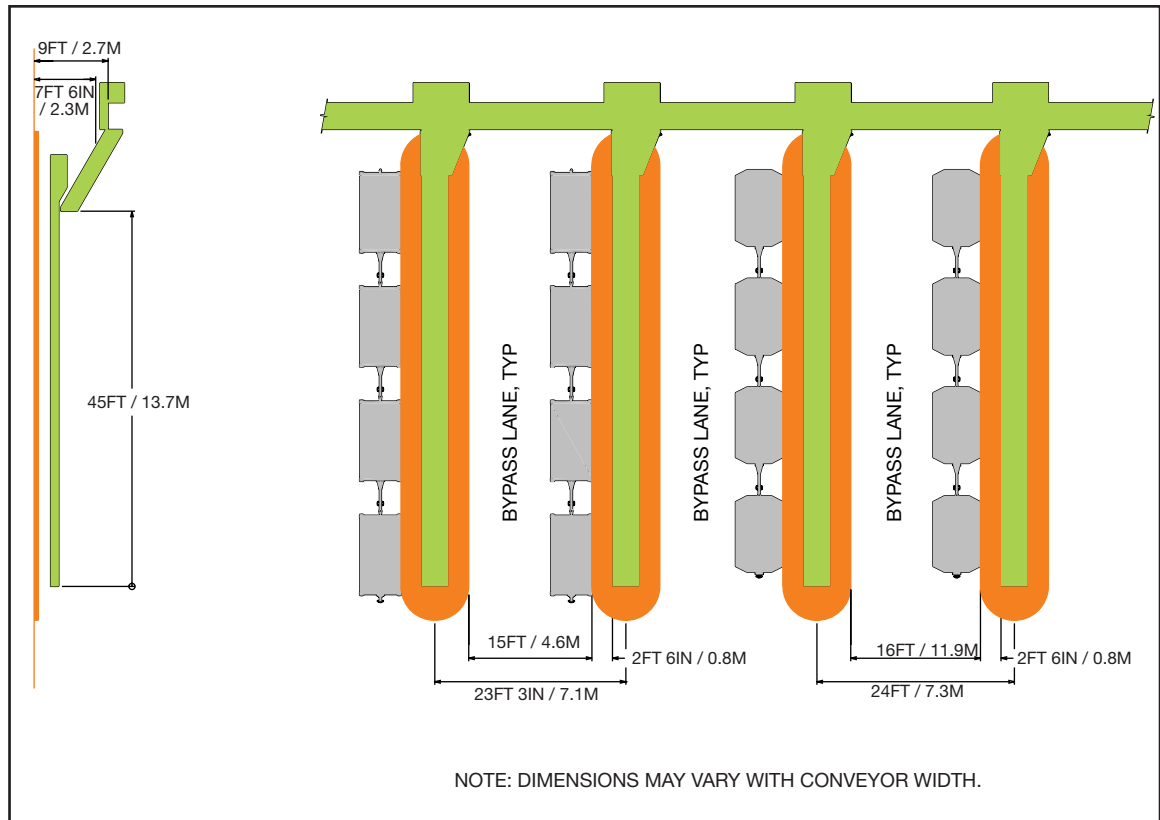 9FT / 2.7M
7FT 6IN
/ 2.3M
45FT / 13.7M
BYPASS LANE, TYP
BYPASS LANE, TYP
BYPASS LANE, TYP
15FT / 4.6M
2FT 6IN / 0.8M
23FT 3IN / 7.1M
16FT / 11.9M
2FT 6IN / 0.8M
24FT / 7.3M
NOTE: DIMENSIONS MAY VARY WITH CONVEYOR WIDTH.